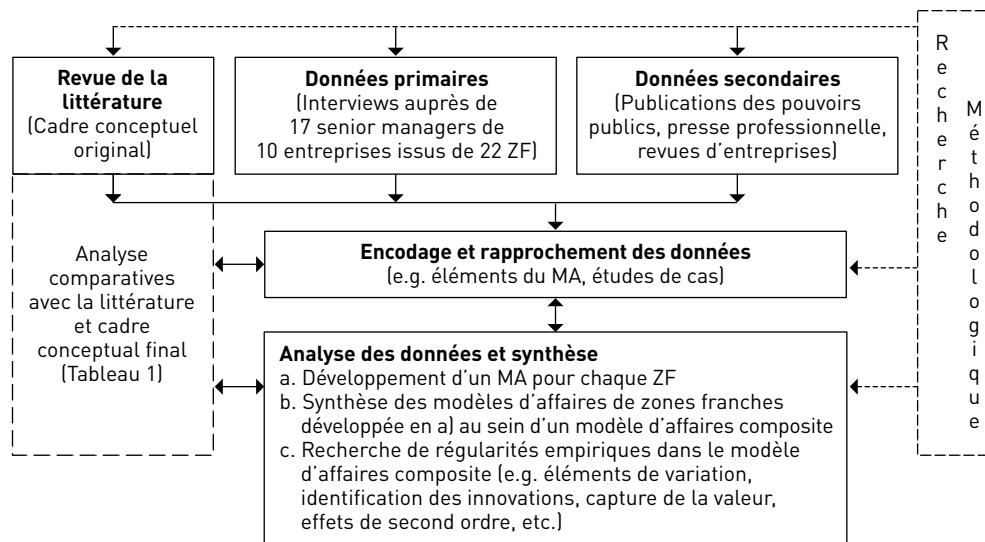 Revue de la
littérature
(Cadre conceptuel
original)
Données primaires
(Interviews auprès de
17 senior managers de
10 entreprises issus de 22 ZF)
Données secondaires
(Publications des pouvoirs
publics, presse professionnelle,
revues d'entreprises)
Recherche
Méthodologique
Analyse
comparatives
avec la littérature
et cadre
conceptual final
(Tableau 1)
Encodage et rapprochement des données
(e.g. éléments du MA, études de cas)
Analyse des données et synthèse
a. Développement d'un MA pour chaque ZF
b. Synthèse des modèles d'affaires de zones franches
développée en a) au sein d'un modèle d'affaires composite
c. Recherche de régularités empiriques dans le modèle
d'affaires composite (e.g. éléments de variation,
identification des innovations, capture de la valeur,
effets de second ordre, etc.)